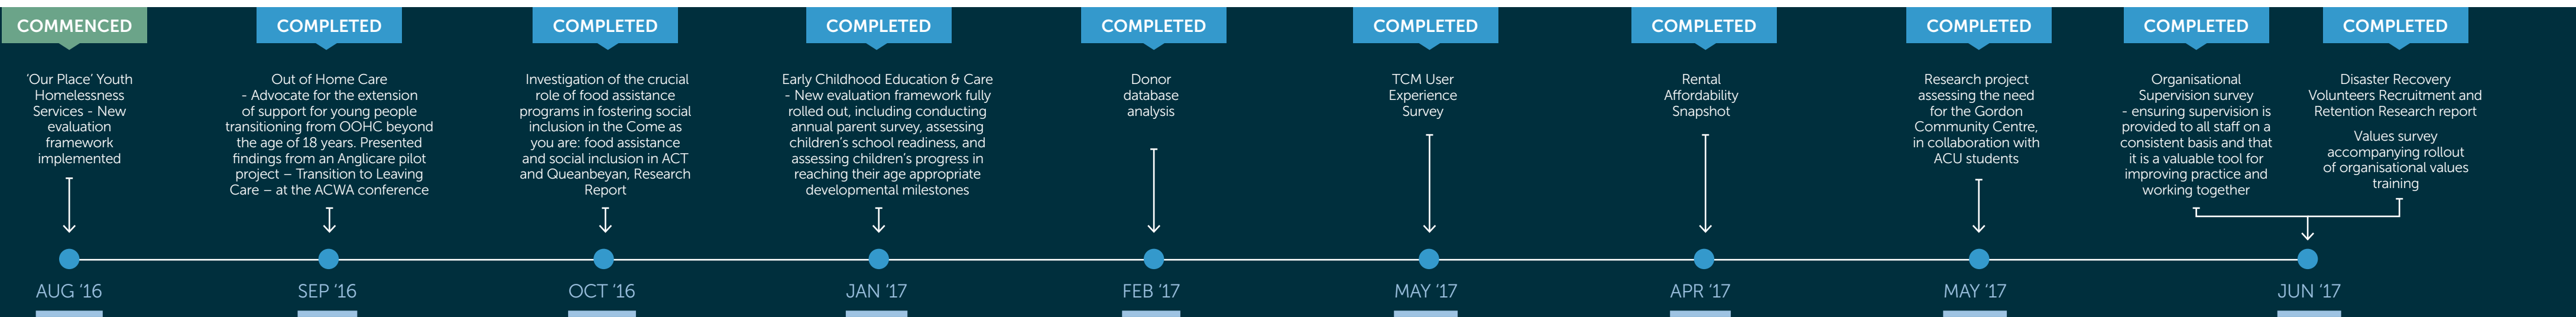 COMMENCED
'Our Place' Youth
Homelessness
Services - New
evaluation
framework
implemented
AUG '16
COMPLETED
Out of Home Care
- Advocate for the extension
of support for young people
transitioning from OOHC beyond
the age of 18 years. Presented
findings from an Anglicare pilot
project – Transition to Leaving
Care – at the ACWA conference
SEP '16
COMPLETED
Investigation of the crucial
role of food assistance
programs in fostering social
inclusion in the Come as
you are: food assistance
and social inclusion in ACT
and Queanbeyan, Research
Report
OCT '16
COMPLETED
Early Childhood Education & Care
- New evaluation framework fully
rolled out, including conducting
annual parent survey, assessing
children's school readiness, and
assessing children's progress in
reaching their age appropriate
developmental milestones
JAN '17
COMPLETED
Donor
database
analysis
FEB '17
COMPLETED
TCM User
Experience
Survey
MAY '17
COMPLETED
Rental
Affordability
Snapshot
APR '17
COMPLETED
Research project
assessing the need
for the Gordon
Community Centre,
in collaboration with
ACU students
MAY '17
COMPLETED
Organisational
Supervision survey
- ensuring supervision is
provided to all staff on a
consistent basis and that
it is a valuable tool for
improving practice and
working together
COMPLETED
Disaster Recovery
Volunteers Recruitment and
Retention Research report
Values survey
accompanying rollout
of organisational values
training
JUN '17